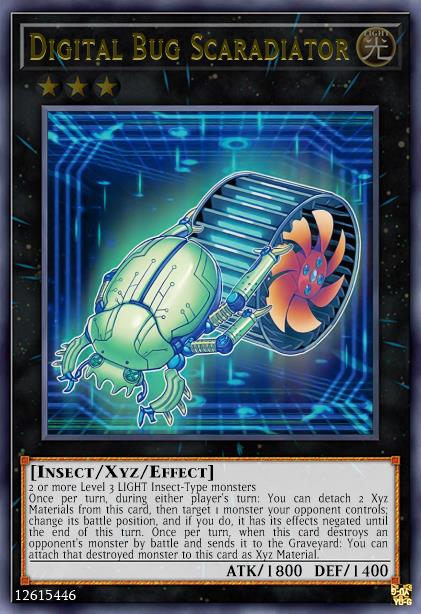 DIGITAL BUG SCARADIATOR
LIGHT
光
[INSECT/XYZ/EFFECT]
2 or more Level 3 LIGHT Insect-Type monsters
Once per turn, during either player's turn: You can detach 2 Xyz
Materials from this card, then target 1 monster your opponent controls;
change its battle position, and if you do, it has its effects negated until
the end of this turn. Once per turn, when this card destroys an
opponent's monster by battle and sends it to the Graveyard: You can
attach that destroyed monster to this card as Xyz Material.
ATK/1800 DEF/1400
12615446